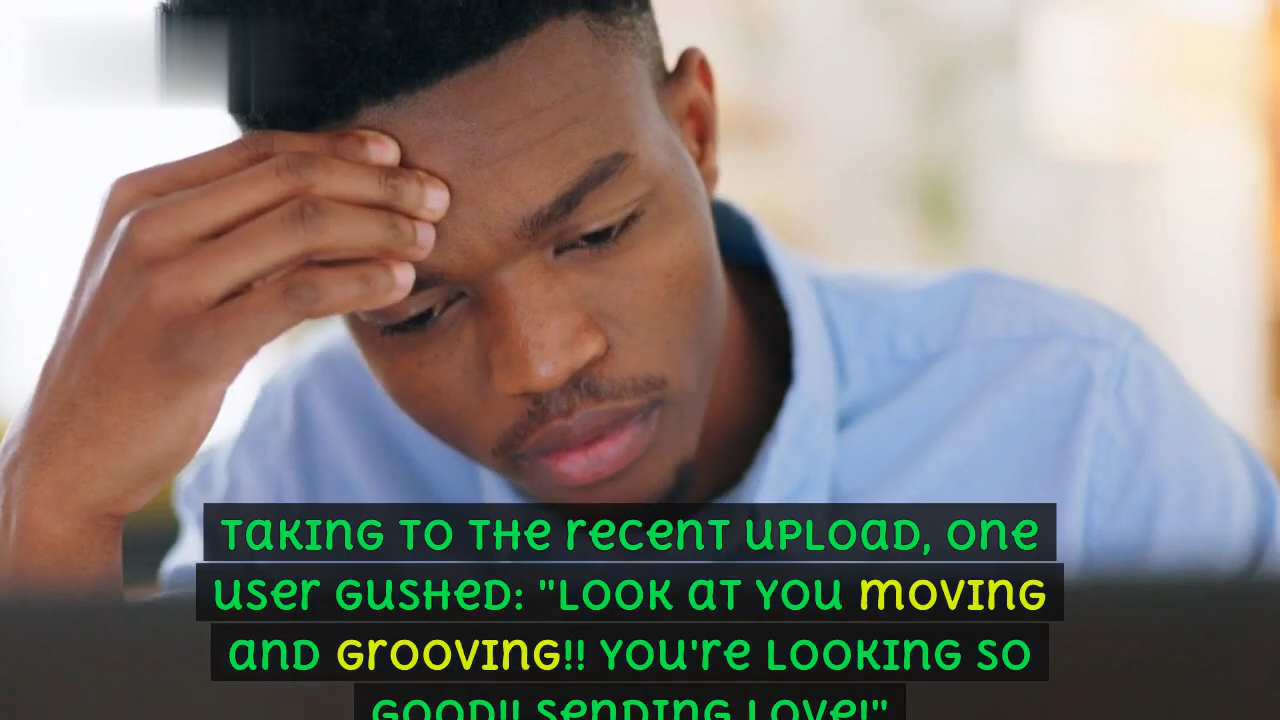 Taking to the recent upload, one
user gushed: "Look at you moving
and grooving!! You're looking so
good!! Sending love!"